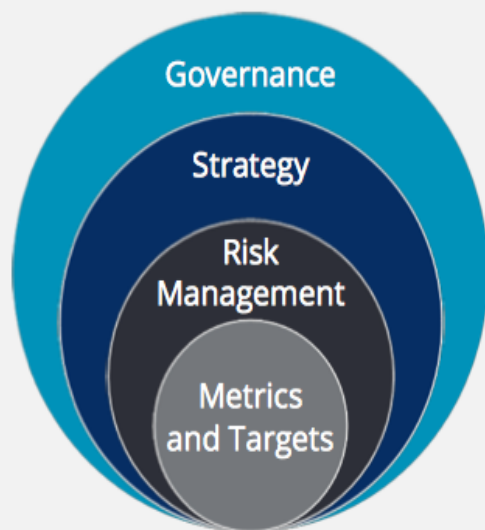 Governance
Strategy
Risk
Management
Metrics
and Targets